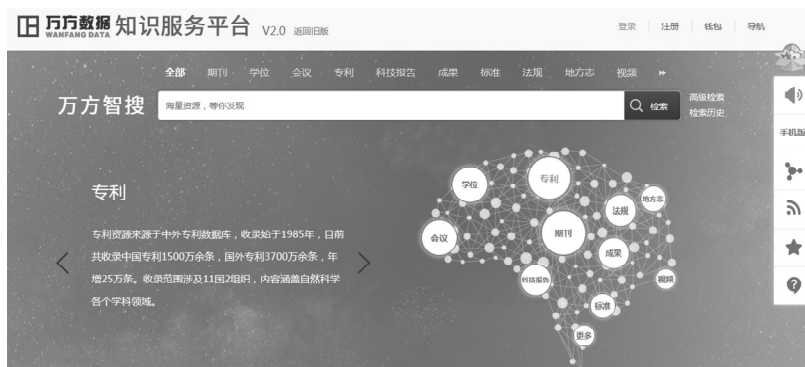 万方数据 知识服务平台 V2.0 返回旧版
WANFANG DATA
登录 注册 钱包 导航
全部 期刊 学位 会议 专利 科技报告 成果 标准 法规 地方志 视频
万方智搜 海量资源，等你发现 检索
高级检索
检索历史
手机版
专利
专利资源来源于中外专利数据库，收录始于1985年，目前
共收录中国专利1500万余条，国外专利3700万余条，年
增25万条。收录范围涉及11国2组织，内容涵盖自然科学
各个学科领域。
学位
专利
地方志
法规
会议
期刊
成果
科技报告
视频
标准
更多